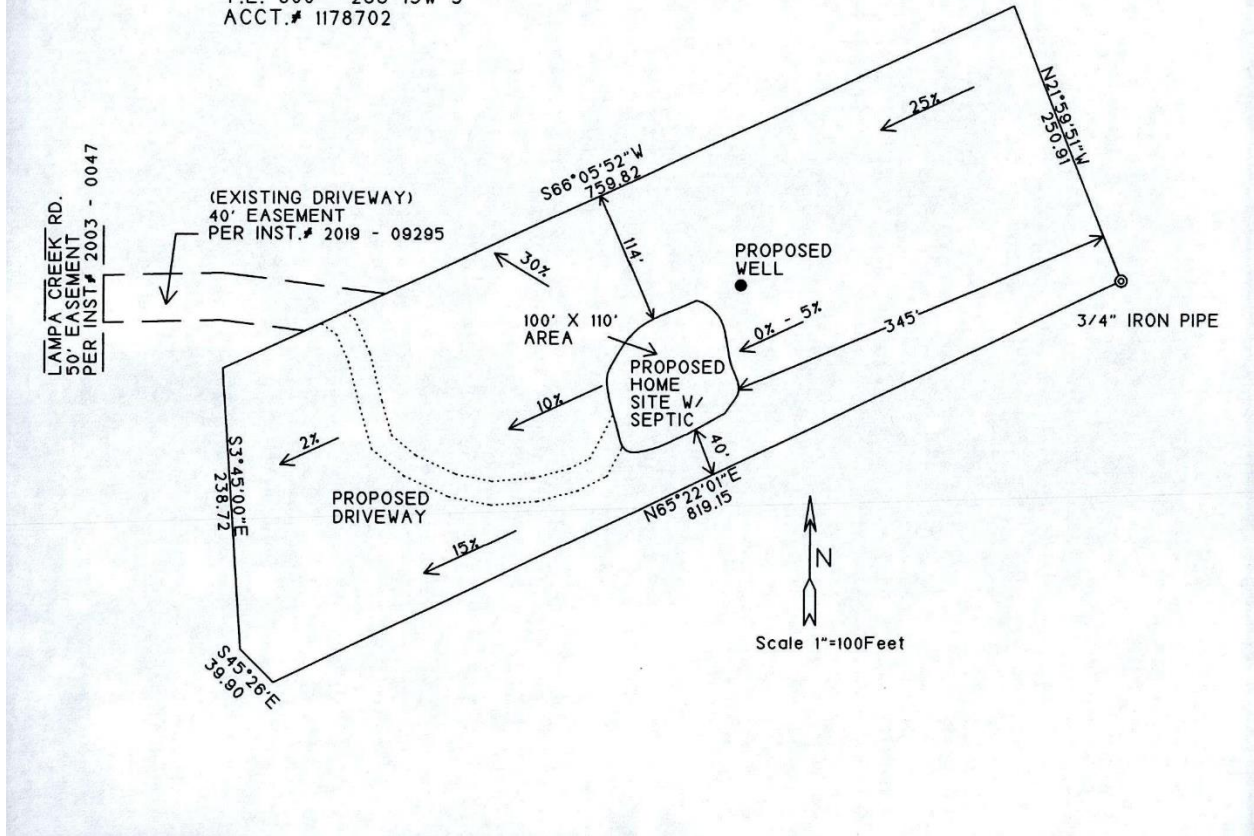 ACCT.# 1178702
N21°59'51"W
250.91
25%
LAMPA CREEK RD.
50' EASEMENT
PER INST.# 2003 - 0047
(EXISTING DRIVEWAY)
40' EASEMENT
PER INST.# 2019 - 09295
S66°05'52"W
759.82
30%
114'
PROPOSED
WELL
100' X 110'
AREA
0% - 5%
345'
3/4" IRON PIPE
PROPOSED
HOME
SITE W/
SEPTIC
10%
40'
2%
S3°45'00"E
238.72
PROPOSED
DRIVEWAY
N65°22'01"E
819.15
15%
N
Scale 1"=100Feet
S45°26'E
39.90